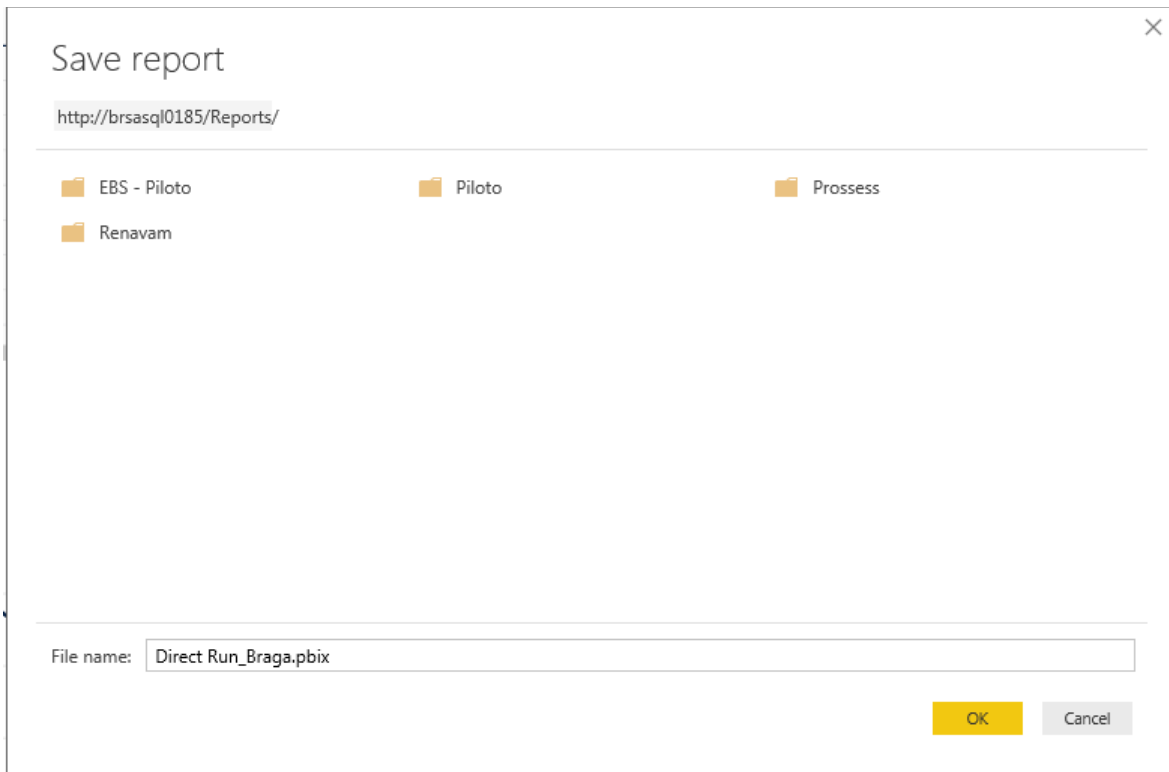 Save report
http://brsasql0185/Reports/
EBS - Piloto Piloto Prossess
Renavam
File name: Direct Run_Braga.pbix
OK Cancel